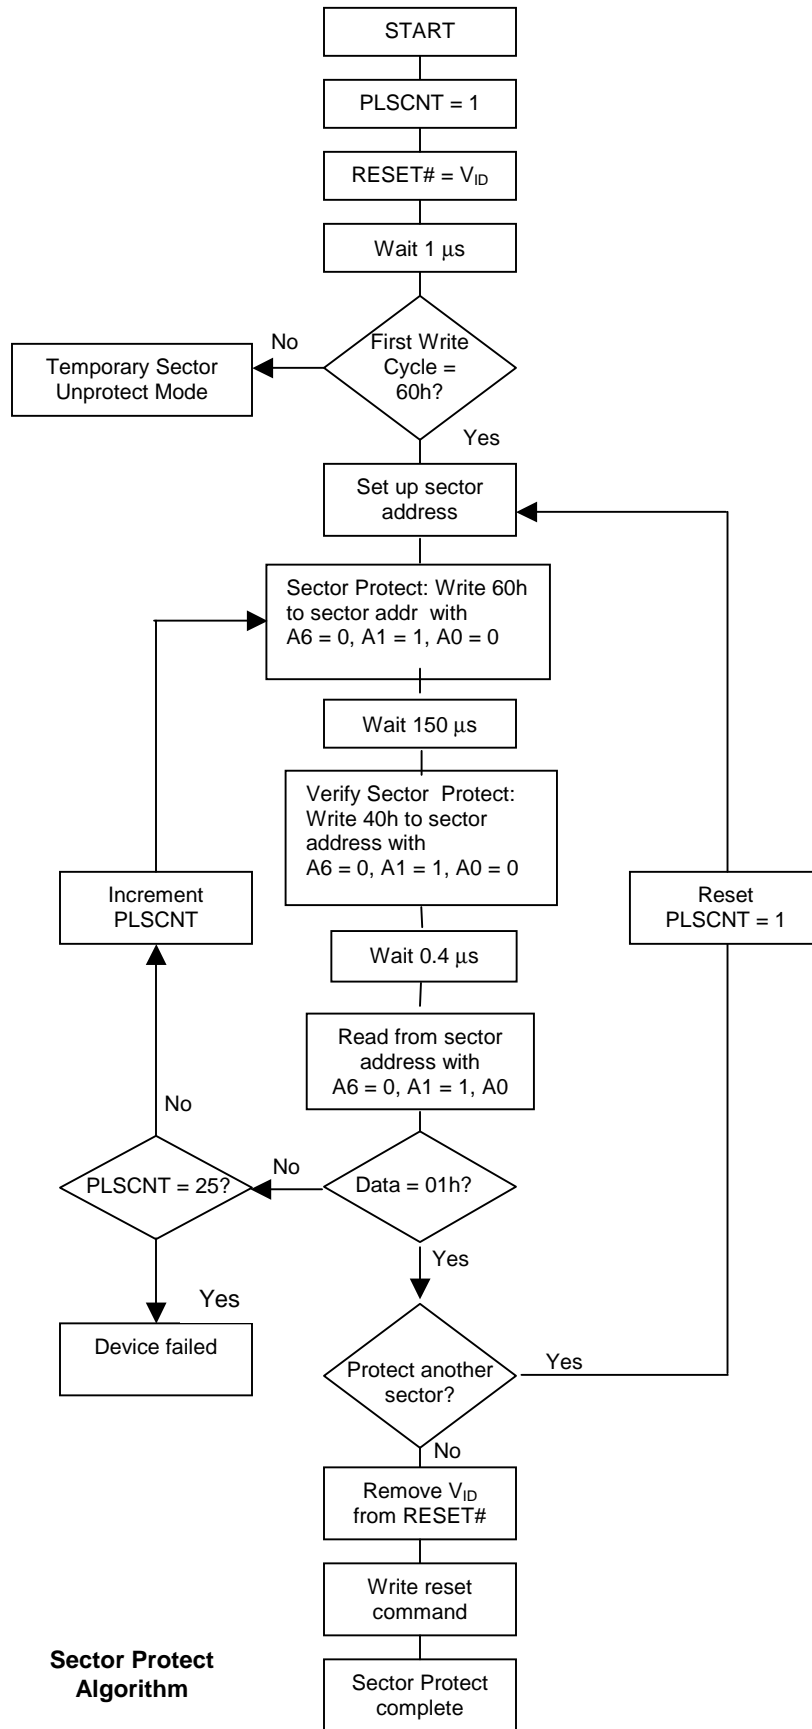 START
PLSCNT = 1
RESET# = VID
Wait 1 μs
First Write
Cycle =
60h?
No
Temporary Sector
Unprotect Mode
Yes
Set up sector
address
Sector Protect: Write 60h
to sector addr with
A6 = 0, A1 = 1, A0 = 0
Wait 150 μs
Verify Sector Protect:
Write 40h to sector
address with
A6 = 0, A1 = 1, A0 = 0
Increment
PLSCNT
Reset
PLSCNT = 1
Wait 0.4 μs
Read from sector
address with
A6 = 0, A1 = 1, A0
No
PLSCNT = 25?
No
Data = 01h?
Yes
Yes
Device failed
Protect another
sector?
Yes
No
Remove VID
from RESET#
Write reset
command
Sector Protect
complete
Sector Protect
Algorithm